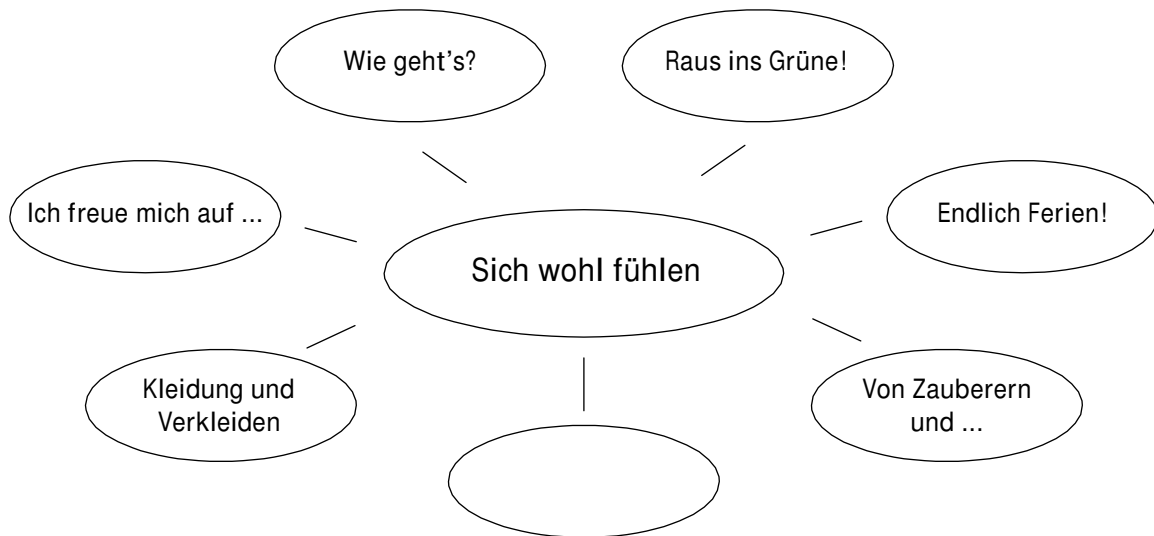 Wie geht's?
Raus ins Grüne!
Ich freue mich auf ...
Endlich Ferien!
Sich wohl fühlen
Kleidung und
Verkleiden
Von Zauberern
und ...